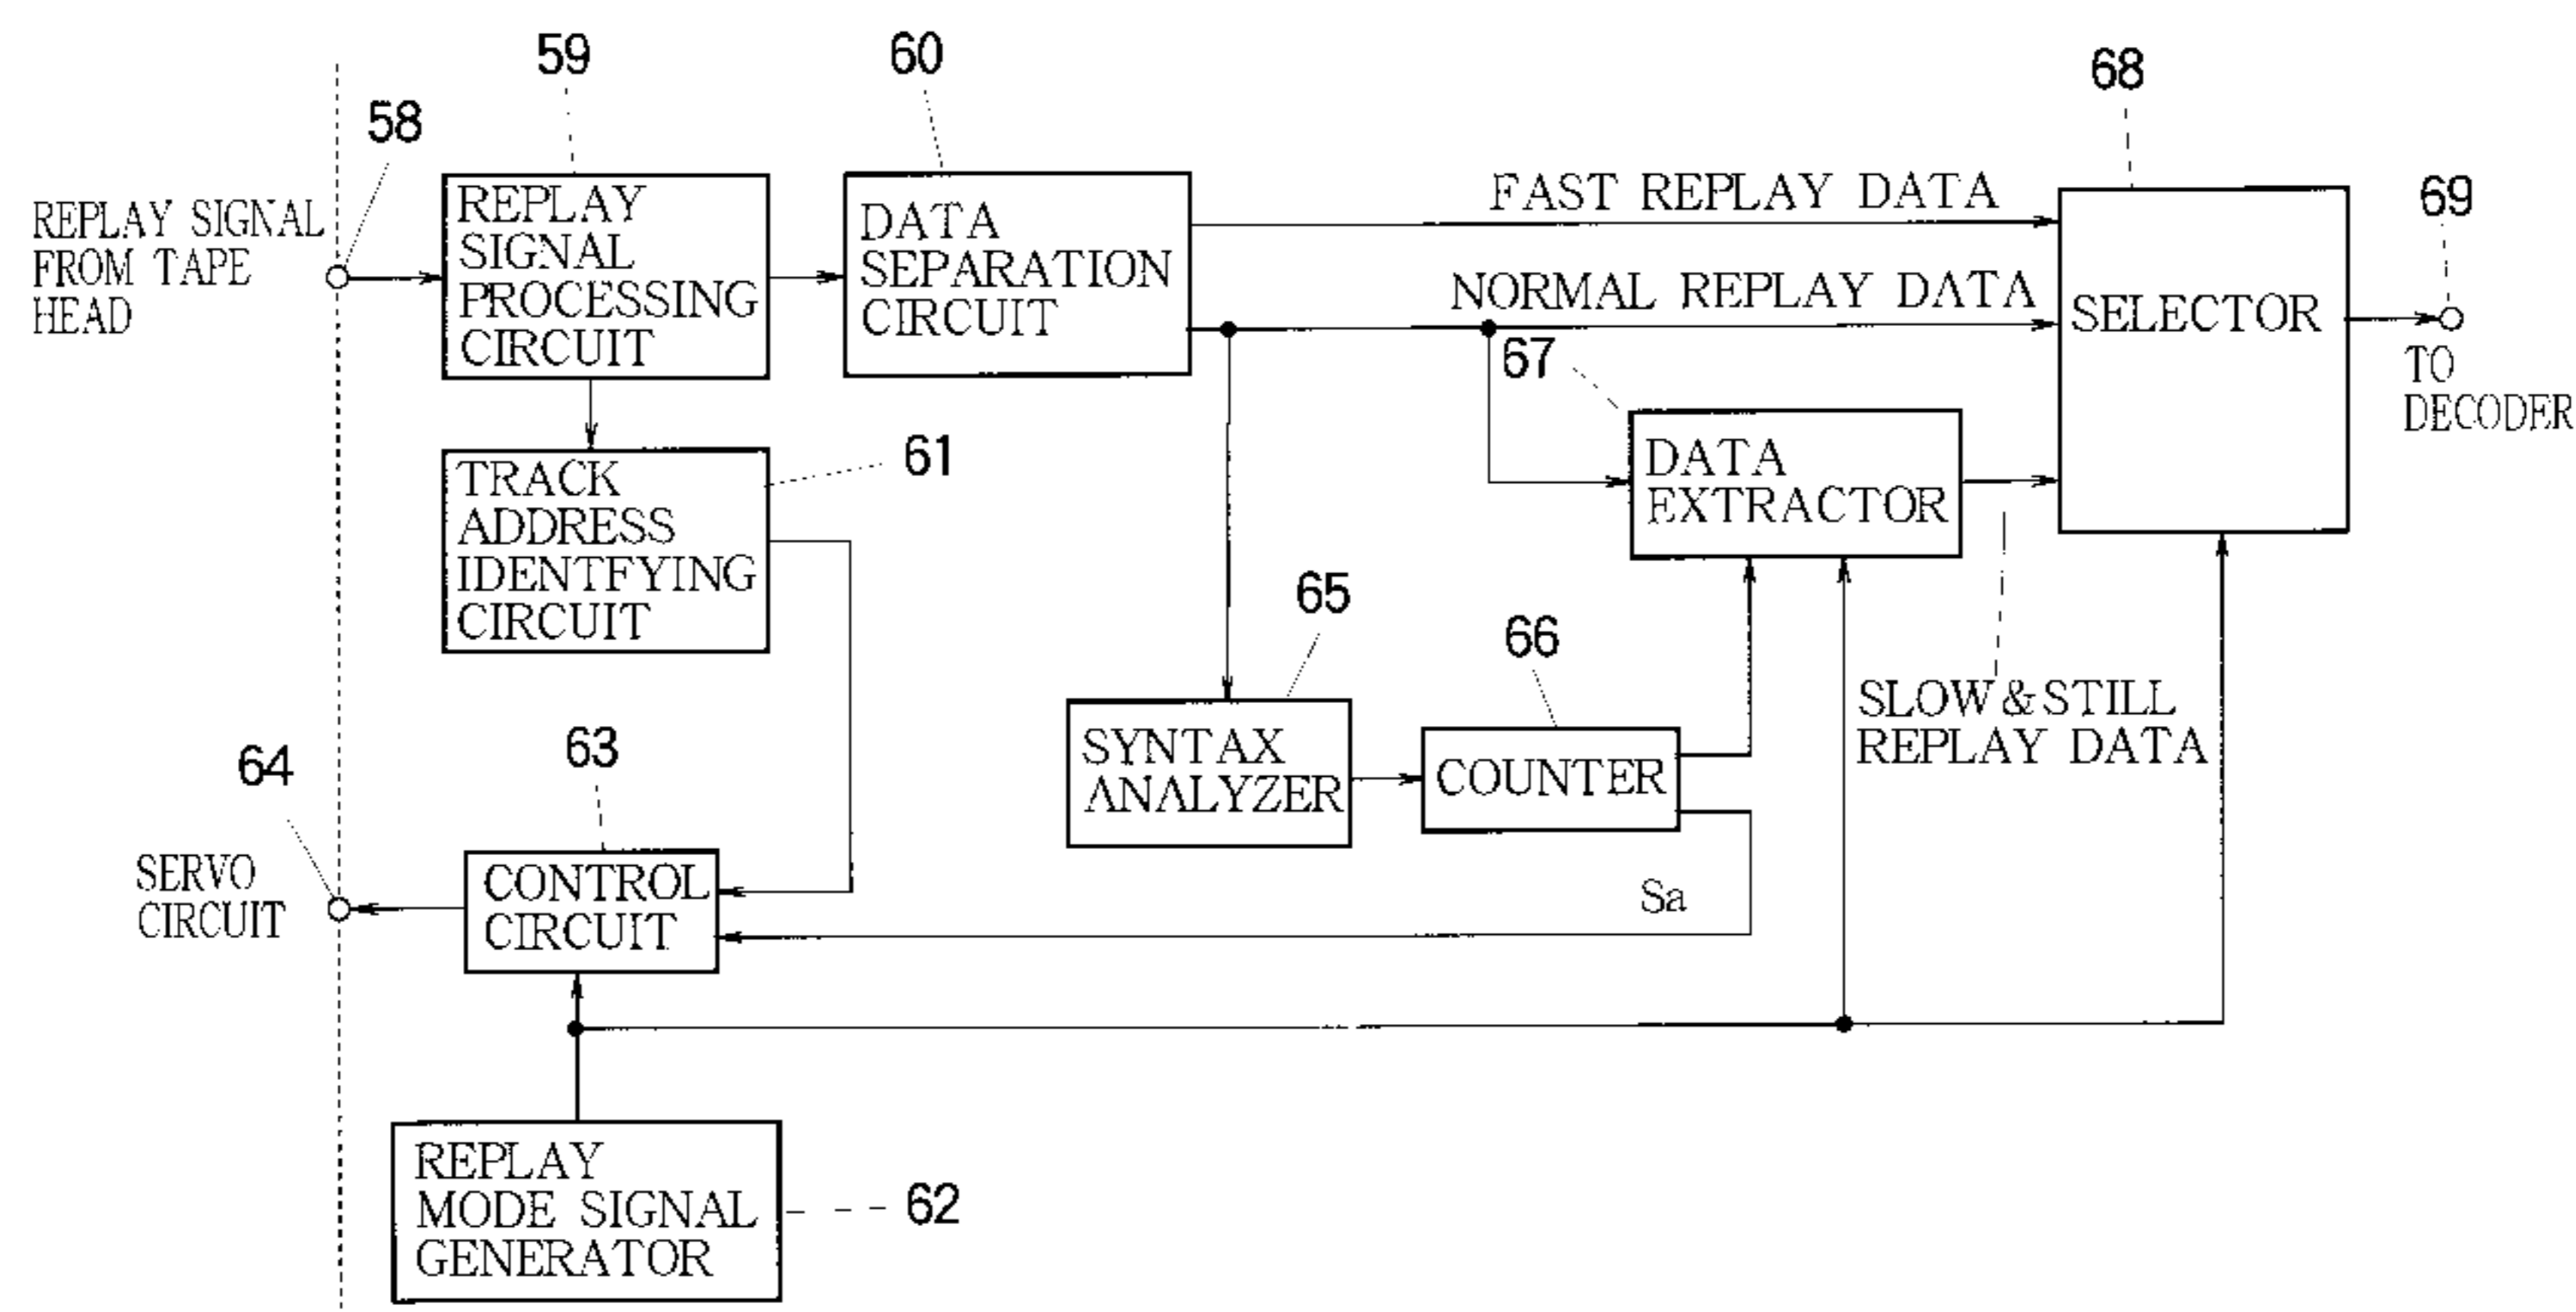 59
60
68
58
69
REPLAY SIGNAL
FROM TAPE
HEAD
REPLAY
SIGNAL
PROCESSING
CIRCUIT
DATA
SEPARATION
CIRCUIT
FAST REPLAY DATA
NORMAL REPLAY DATA
SELECTOR
TO
DECODER
67
DATA
EXTRACTOR
61
TRACK
ADDRESS
IDENTFYING
CIRCUIT
65
66
SYNTAX
ANALYZER
COUNTER
SLOW & STILL
REPLAY DATA
63
64
SERVO
CIRCUIT
CONTROL
CIRCUIT
Sa
REPLAY
MODE SIGNAL
GENERATOR
62